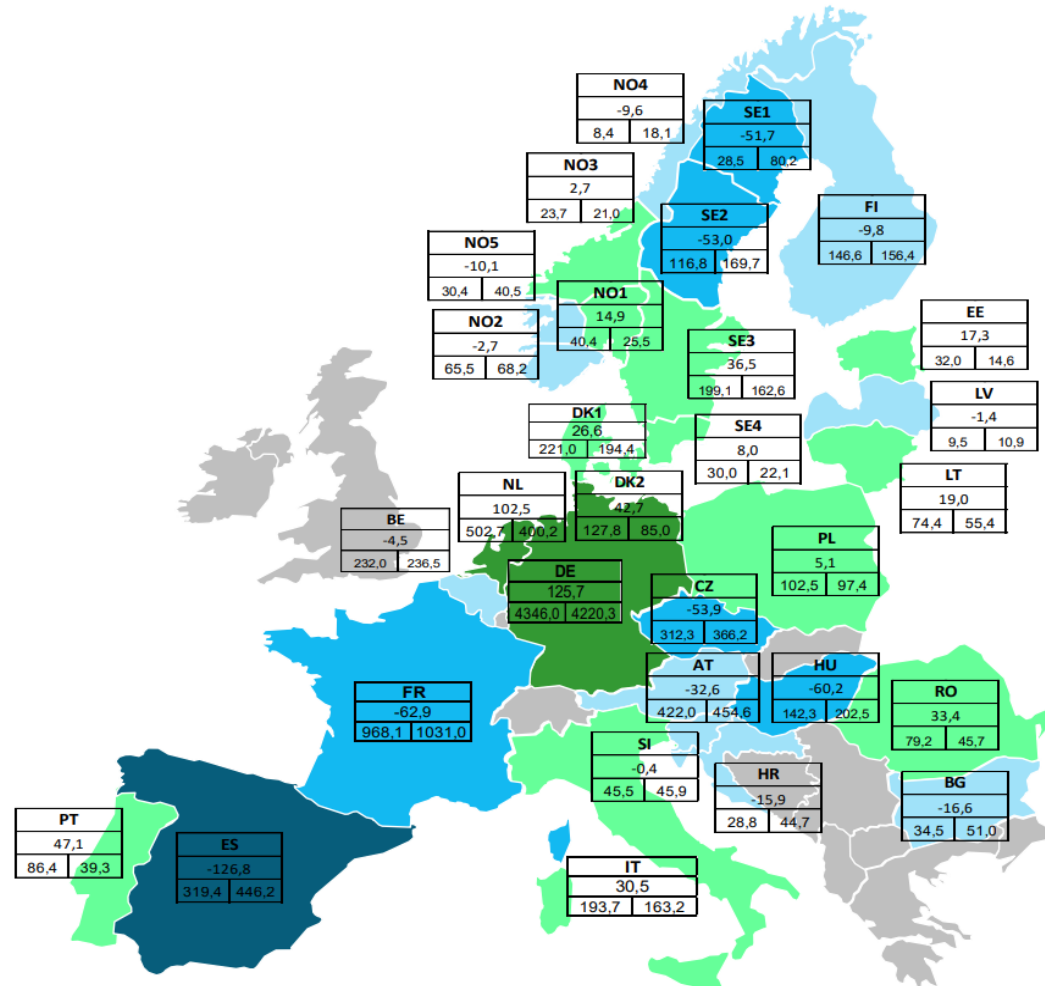 NO4
-9,6
8,4 18,1
SE1
-51,7
28,5 80,2
NO3
2,7
23,7 21,0
SE2
-53,0
116,8 169,7
FI
-9,8
146,6 156,4
NO5
-10,1
30,4 40,5
NO1
14,9
40,4 25,5
NO2
-2,7
65,5 68,2
SE3
36,5
199,1 162,6
EE
17,3
32,0 14,6
LV
-1,4
9,5 10,9
DK1
26,6
221,0 194,4
SE4
8,0
30,0 22,1
LT
19,0
74,4 55,4
NL
102,5
502,7 400,2
DK2
42,7
127,8 85,0
BE
-4,5
232,0 236,5
PL
5,1
102,5 97,4
DE
125,7
4346,0 4220,3
CZ
-53,9
312,3 366,2
FR
-62,9
968,1 1031,0
AT
-32,6
422,0 454,6
HU
-60,2
142,3 202,5
RO
33,4
79,2 45,7
SI
-0,4
45,5 45,9
HR
-15,9
28,8 44,7
BG
-16,6
34,5 51,0
PT
47,1
86,4 39,3
ES
-126,8
319,4 446,2
IT
30,5
193,7 163,2